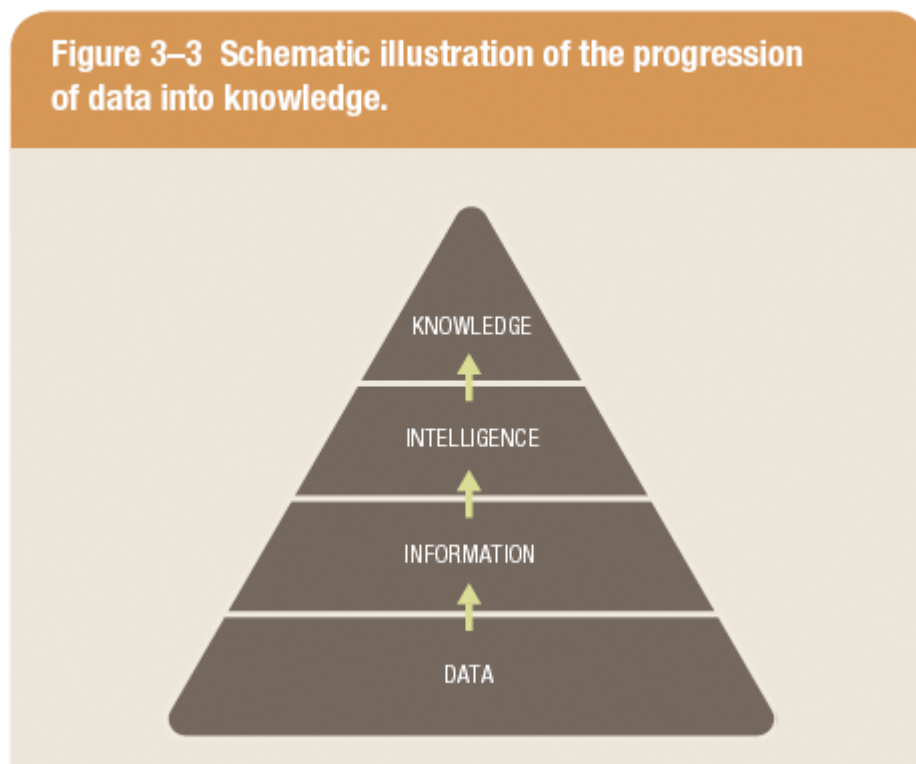 Figure 3–3 Schematic illustration of the progression
of data into knowledge.
KNOWLEDGE
INTELLIGENCE
INFORMATION
DATA